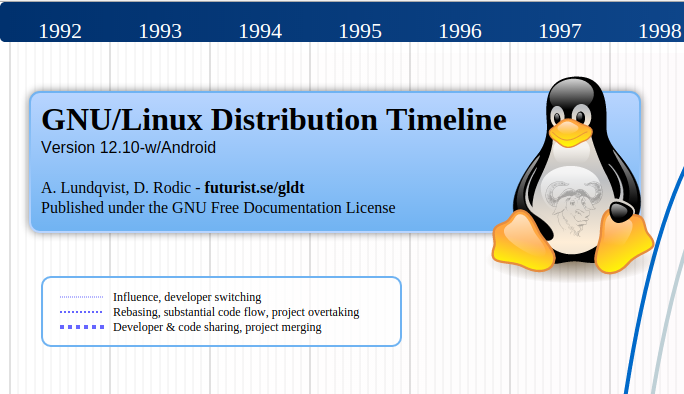 1992 1993 1994 1995 1996 1997 1998
GNU/Linux Distribution Timeline
Version 12.10-w/Android
A. Lundqvist, D. Rodic - futurist.se/gldt
Published under the GNU Free Documentation License
Influence, developer switching
Rebasing, substantial code flow, project overtaking
Developer & code sharing, project merging